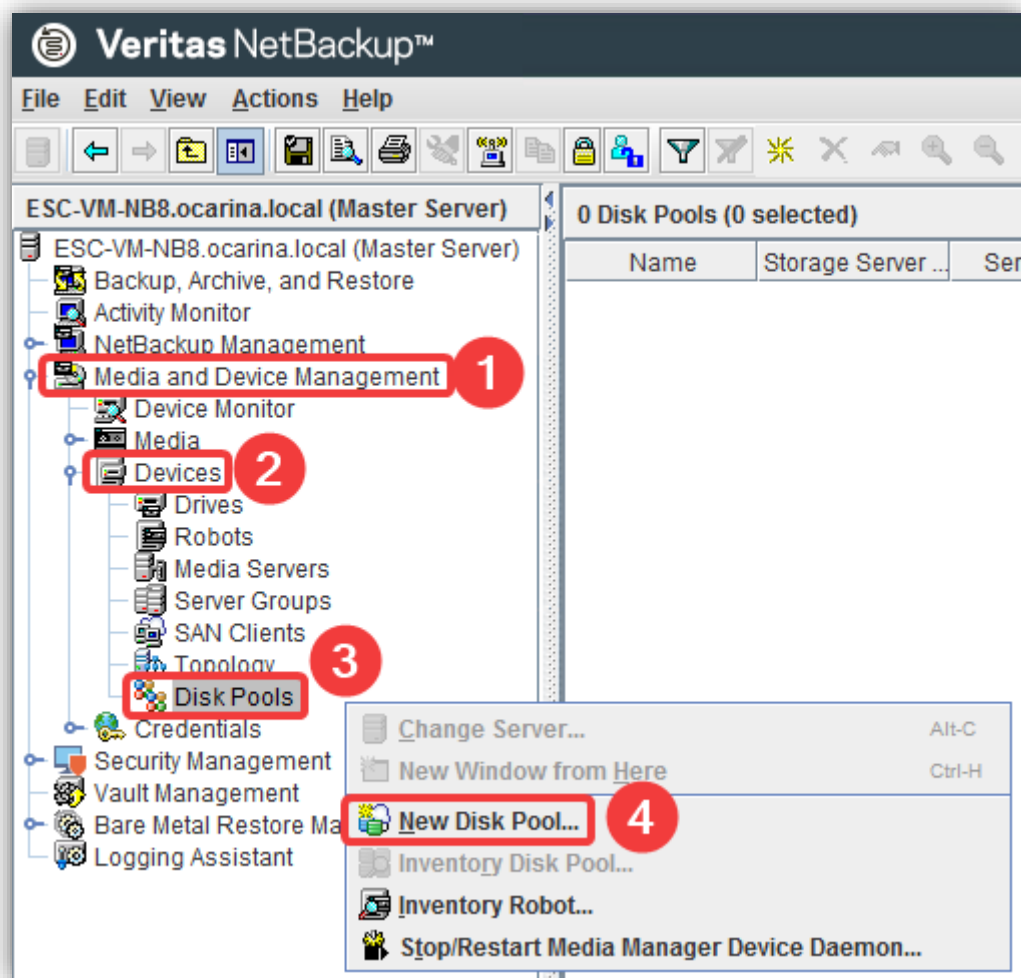 Veritas NetBackup™
File Edit View Actions Help
ESC-VM-NB8.ocarina.local (Master Server)
0 Disk Pools (0 selected)
Name Storage Server ... Ser
ESC-VM-NB8.ocarina.local (Master Server)
Backup, Archive, and Restore
Activity Monitor
NetBackup Management
Media and Device Management 1
Device Monitor
Media
Devices 2
Drives
Robots
Media Servers
Server Groups
SAN Clients
Topology 3
Disk Pools
Credentials
Security Management
Vault Management
Bare Metal Restore Ma
Logging Assistant
Change Server... Alt-C
New Window from Here Ctrl-H
New Disk Pool... 4
Inventory Disk Pool...
Inventory Robot...
Stop/Restart Media Manager Device Daemon...